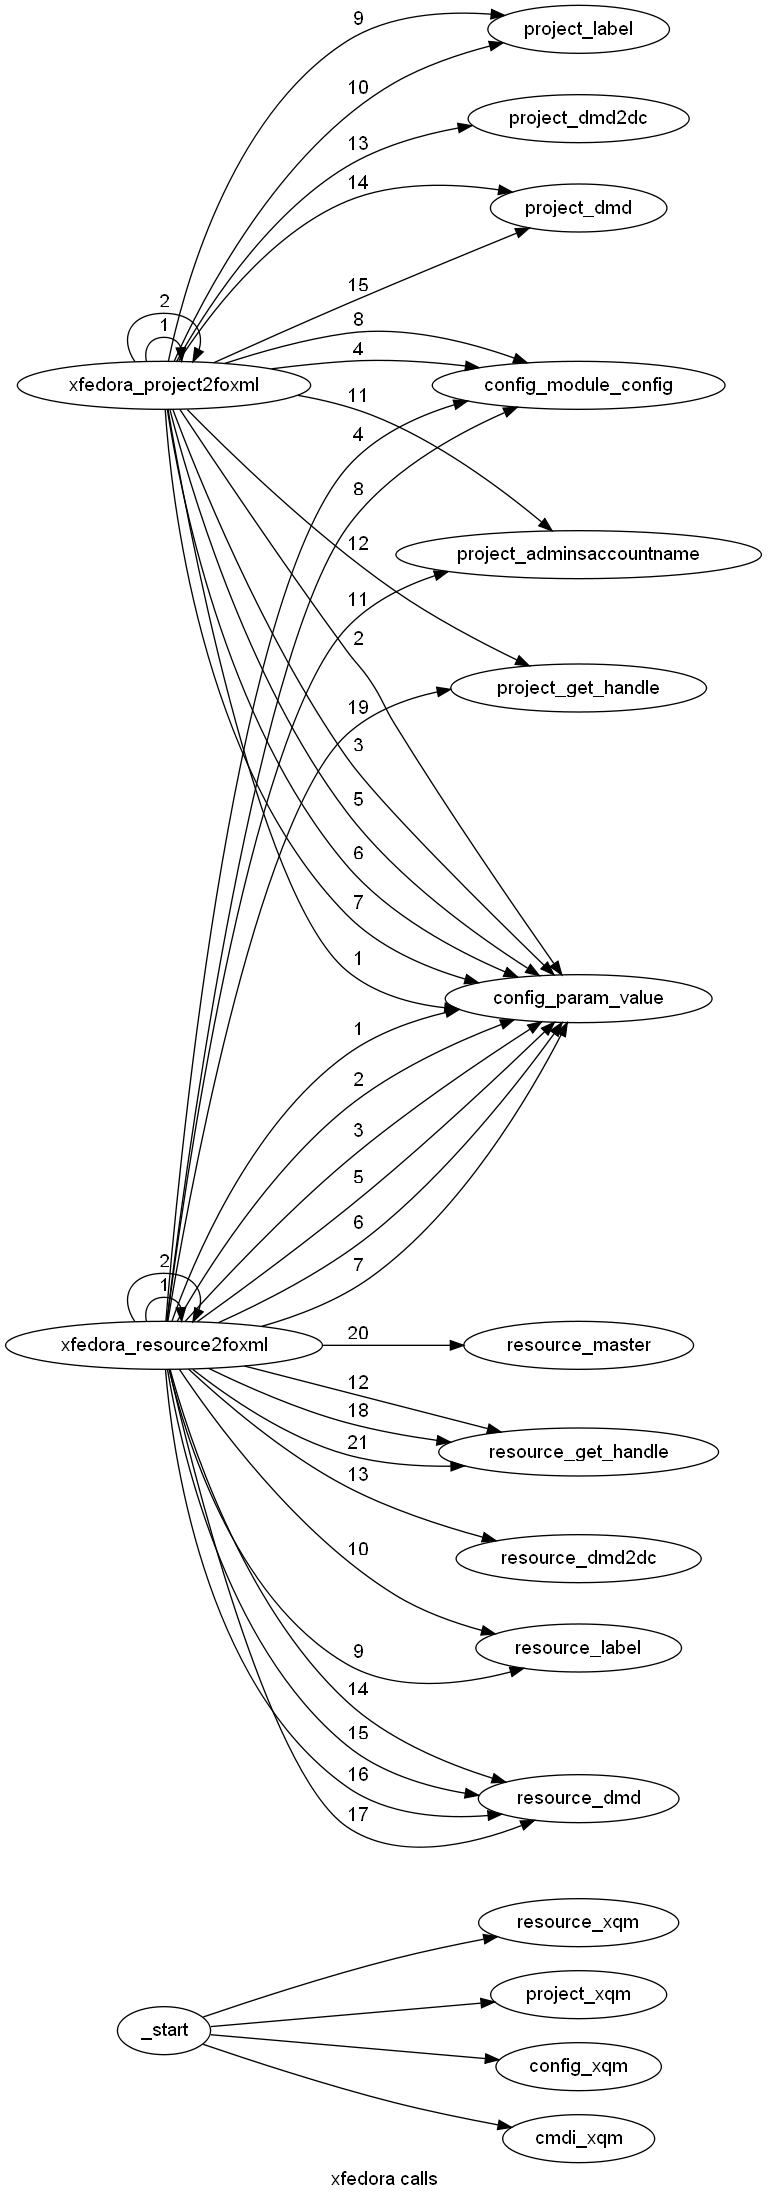 9
project_label
10
project_dmd2dc
13
14
project_dmd
15
2
1
8
4
xfedora_project2foxml
config_module_config
11
4
8
12
project_adminsaccountname
11
2
project_get_handle
19
3
5
6
7
1
config_param_value
1
2
3
5
6
7
2
1
20
xfedora_resource2foxml
resource_master
12
18
21
resource_get_handle
13
10
resource_dmd2dc
9
resource_label
14
15
16
resource_dmd
17
resource_xqm
project_xqm
_start
config_xqm
cmdi_xqm
xfedora calls